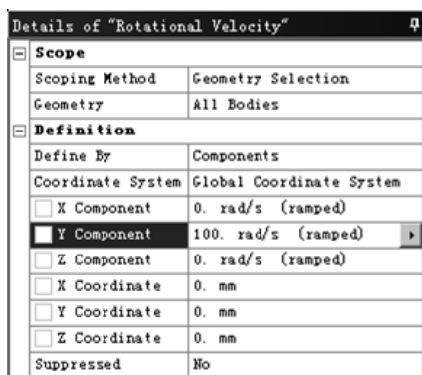 Details of "Rotational Velocity"
Scope
Scoping Method Geometry Selection
Geometry All Bodies
Definition
Define By Components
Coordinate System Global Coordinate System
X Component 0. rad/s (ramped)
Y Component 100. rad/s (ramped)
Z Component 0. rad/s (ramped)
X Coordinate 0. mm
Y Coordinate 0. mm
Z Coordinate 0. mm
Suppressed No